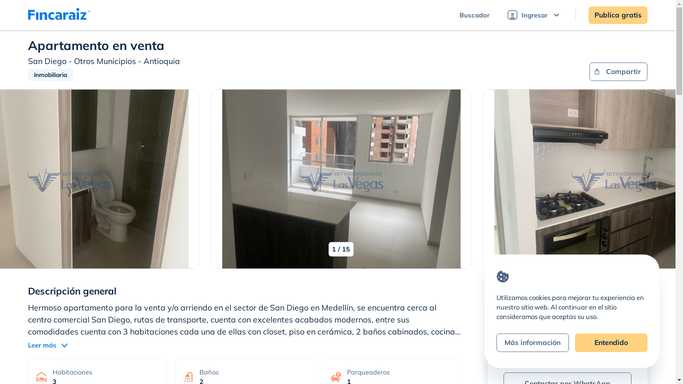 Fincaraiz
Buscador
Ingresar
Publica gratis
Apartamento en venta
San Diego - Otros Municipios - Antioquia
Inmobiliaria
Compartir
Las Vegas
Las Vegas
Las Vegas
1 / 15
Descripción general
Hermoso apartamento para la venta y/o arriendo en el sector de San Diego en Medellín, se encuentra cerca al
centro comercial San Diego, rutas de transporte, cuenta con excelentes acabados modernos, entre sus
comodidades cuenta con 3 habitaciones cada una de ellas con closet, piso en cerámica, 2 baños cabinados, cocina...
Leer más
Habitaciones
3
Baños
2
Parqueaderos
1
Utilizamos cookies para mejorar tu experiencia en
nuestro sitio web. Al continuar en el sitio
consideramos que aceptas su uso.
Más información
Entendido
Contactar por WhatsApp